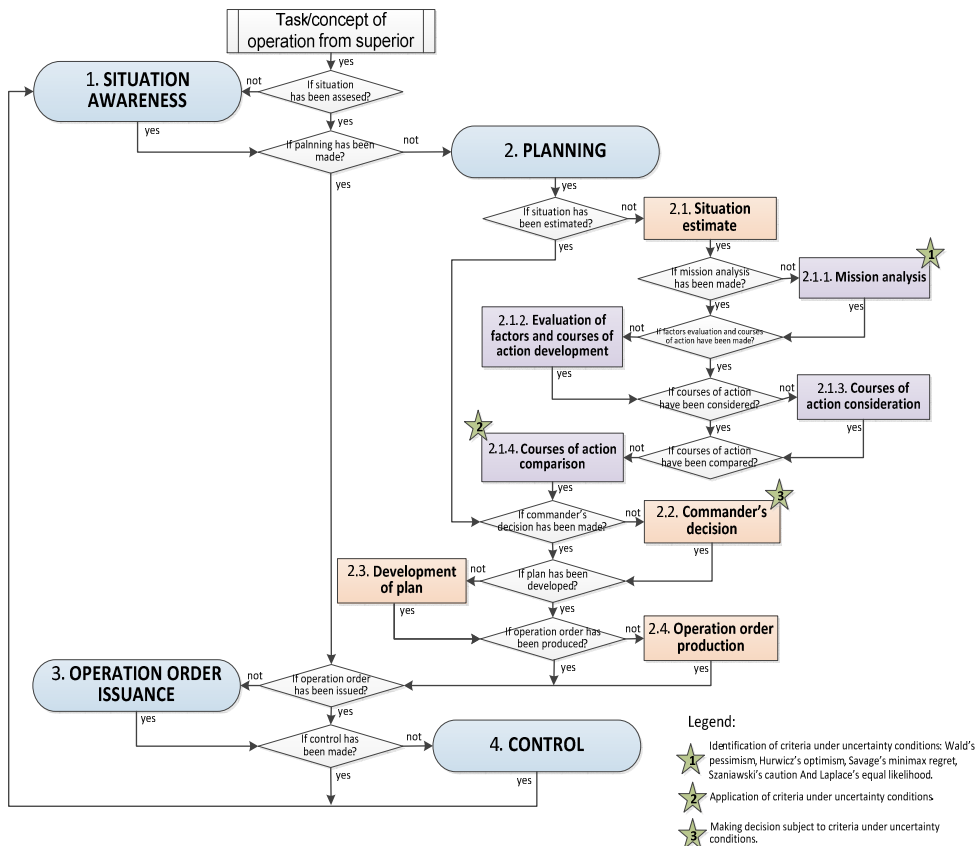 Task/concept of
operation from superior
yes
If situation
has been assesed?
not
1. SITUATION
AWARENESS
yes
yes
If palnning has been
made?
not
2. PLANNING
yes
yes
If situation has
been estimated?
not
2.1. Situation
estimate
yes
yes
If mission analysis
has been made?
not
1
2.1.1. Mission analysis
yes
yes
If factors evaluation and courses
of action have been made?
not
2.1.2. Evaluation of
factors and courses of
action development
yes
yes
If courses of action
have been considered?
not
2.1.3. Courses of
action consideration
yes
yes
If courses of action
have been compared?
not
2
2.1.4. Courses of action
comparison
yes
If commander's
decision has been made?
not
3
2.2. Commander's
decision
yes
yes
If plan has been
developed?
not
2.3. Development
of plan
yes
yes
If operation order has
been produced?
not
2.4. Operation order
production
yes
yes
If operation order
has been issued?
not
3. OPERATION ORDER
ISSUANCE
yes
yes
If control has
been made?
not
4. CONTROL
yes
yes
Legend:
1
Identification of criteria under uncertainty conditions: Wald's
pessimism, Hurwicz's optimism, Savage's minimax regret,
Szaniawski's caution And Laplace's equal likelihood.
2
Application of criteria under uncertainty conditions.
3
Making decision subject to criteria under uncertainty
conditions.